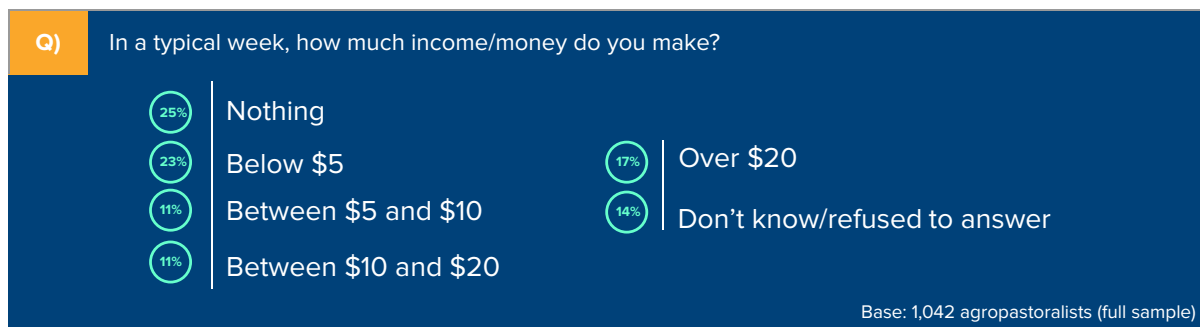 Q)
In a typical week, how much income/money do you make?
25%
Nothing
23%
Below $5
11%
Between $5 and $10
11%
Between $10 and $20
17%
Over $20
14%
Don’t know/refused to answer
Base: 1,042 agropastoralists (full sample)